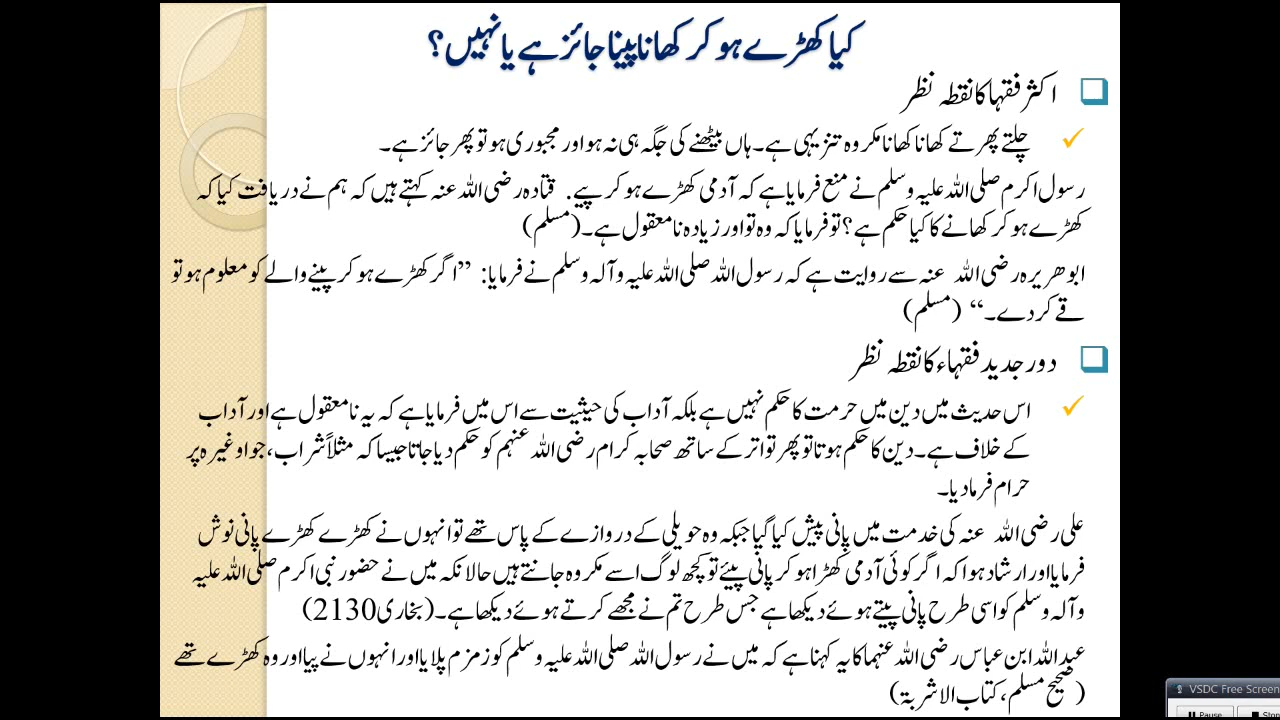 کیا کھڑے ہو کر کھانا پینا جائز ہے یا نہیں؟
اکثر فقہا کا نقطہ نظر
چلتے پھرتے کھانا کھانا مکروہ تنزیہی ہے۔ ہاں بیٹھنے کی جگہ ہی نہ ہو اور مجبوری ہو تو پھر جائز ہے۔
رسول اکرم صلی اللہ علیہ وسلم نے منع فرمایا ہے کہ آدمی کھڑے ہو کر پیے. قتادہ رضی اللہ عنہ کہتے ہیں کہ ہم نے دریافت کیا کہ
کھڑے ہو کر کھانے کا کیا حکم ہے؟ تو فرمایا کہ وہ تو اور زیادہ نامعقول ہے۔ (مسلم)
ابوھریرہ رضی اللہ عنہ سے روایت ہے کہ رسول اللہ صلی اللہ علیہ وآلہ وسلم نے فرمایا: ”اگر کھڑے ہو کر پینے والے کو معلوم ہو تو
قے کر دے۔“ (مسلم)
دور جدید فقہاء کا نقطہ نظر
اس حدیث میں دین میں حرمت کا حکم نہیں ہے بلکہ آداب کی حیثیت سے اس میں فرمایا ہے کہ یہ نامعقول ہے اور آداب
کے خلاف ہے۔ دین کا حکم ہوتا تو پھر تواتر کے ساتھ صحابہ کرام رضی اللہ عنہم کو حکم دیا جاتا جیسا کہ مثلاً شراب، جوا وغیرہ پر
حرام فرما دیا۔
علی رضی اللہ عنہ کی خدمت میں پانی پیش کیا گیا جبکہ وہ حویلی کے دروازے کے پاس تھے تو انہوں نے کھڑے کھڑے پانی نوش
فرمایا اور ارشاد ہوا کہ اگر کوئی آدمی کھڑا ہو کر پانی پیئے تو کچھ لوگ اسے مکروہ جانتے ہیں حالانکہ میں نے حضور نبی اکرم صلی اللہ علیہ
وآلہ وسلم کو اسی طرح پانی پیتے ہوئے دیکھا ہے جس طرح تم نے مجھے کرتے ہوئے دیکھا ہے۔ (بخاری 2130)
عبداللہ ابن عباس رضی اللہ عنہما کا یہ کہنا ہے کہ میں نے رسول اللہ صلی اللہ علیہ وسلم کو زمزم پلایا اور انہوں نے پیا اور وہ کھڑے تھے
(صحیح مسلم، کتاب الاشربۃ)
VSDC Free Screen
Pause